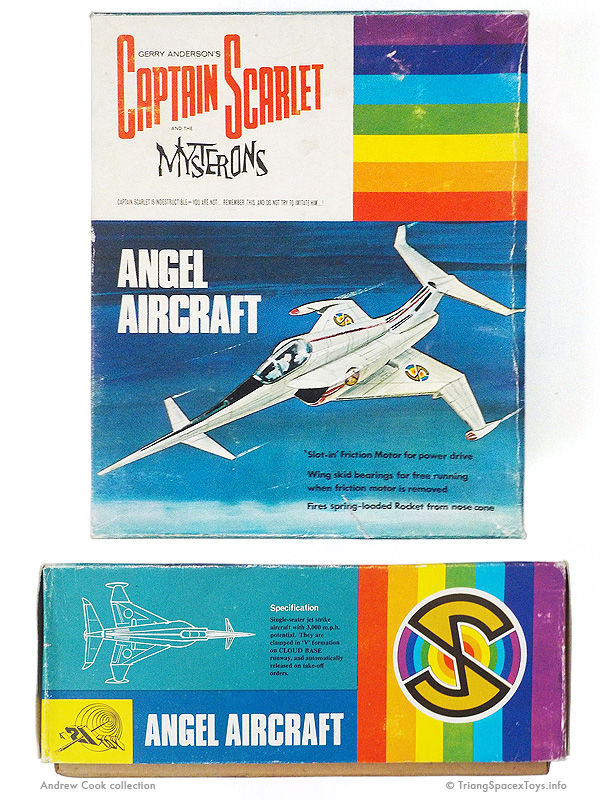 GERRY ANDERSON'S
CAPTAIN SCARLET
AND THE
MYSTERONS
CAPTAIN SCARLET IS INDESTRUCTIBLE — YOU ARE NOT . . REMEMBER THIS. AND DO NOT TRY TO IMITATE HIM...!
ANGEL
AIRCRAFT
'Slot-in' Friction Motor for power drive
Wing skid bearings for free running
when friction motor is removed
Fires spring-loaded Rocket from nose cone
Specification
Single-seater jet strike
aircraft with 3,000 m.p.h.
potential. They are
clamped in 'V' formation
on CLOUD BASE
runway, and automatically
released on take-off
orders.
21
ANGEL AIRCRAFT
Andrew Cook collection
© TriangSpacexToys.info